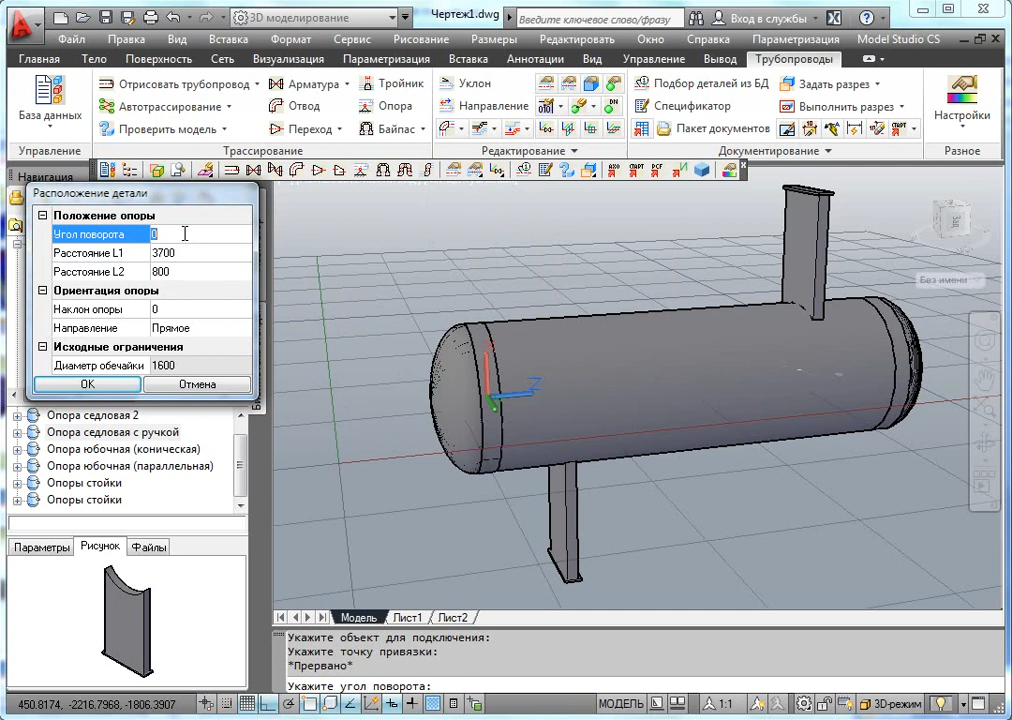 3D моделирование
Чертеж1.dwg
Введите ключевое слово/фразу
Вход в службы
Файл Правка Вид Вставка Формат Сервис Рисование Размеры Редактировать Окно Справка Параметризация Model Studio CS
Главная Тело Поверхность Сеть Визуализация Параметризация Вставка Аннотации Вид Управление Вывод Трубопроводы
База данных
Управление
Отрисовать трубопровод Арматура Тройник
Автотрассирование Отвод Опора
Проверить модель Переход Байпас
Трассирование
Уклон
Направление
Редактирование
Подбор деталей из БД Задать разрез
Спецификатор Выполнить разрез
Пакет документов
Документирование
Настройки
Разное
Навигация
Расположение детали
Положение опоры
Угол поворота 0
Расстояние L1 3700
Расстояние L2 800
Ориентация опоры
Наклон опоры 0
Направление Прямое
Исходные ограничения
Диаметр обечайки 1600
OK Отмена
Опора седловая 2
Опора седловая с ручкой
Опора юбочная (коническая)
Опора юбочная (параллельная)
Опоры стойки
Опоры стойки
Параметры Рисунок Файлы
Зад
Без имени
Z
Модель Лист1 Лист2
Укажите объект для подключения:
Укажите точку привязки:
*Прервано*
Укажите угол поворота:
450.8174, -2216.7968, -1806.3907
МОДЕЛЬ
1:1
3D-режим